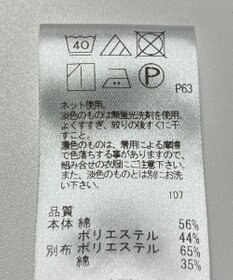 40
P
P63
ネット使用。
淡色のものは無蛍光洗剤を使用。
よくすすぎ、絞りの後すぐに干
すこと。
濃色のものは、着用による摩擦
で色落ちする事がありますので、
組み合せの衣服にご注意下さい。
また、淡色のものとは別にお洗
い下さい。
107
品質
本体 綿 56%
ポリエステル 44%
別布 ポリエステル 65%
綿 35%